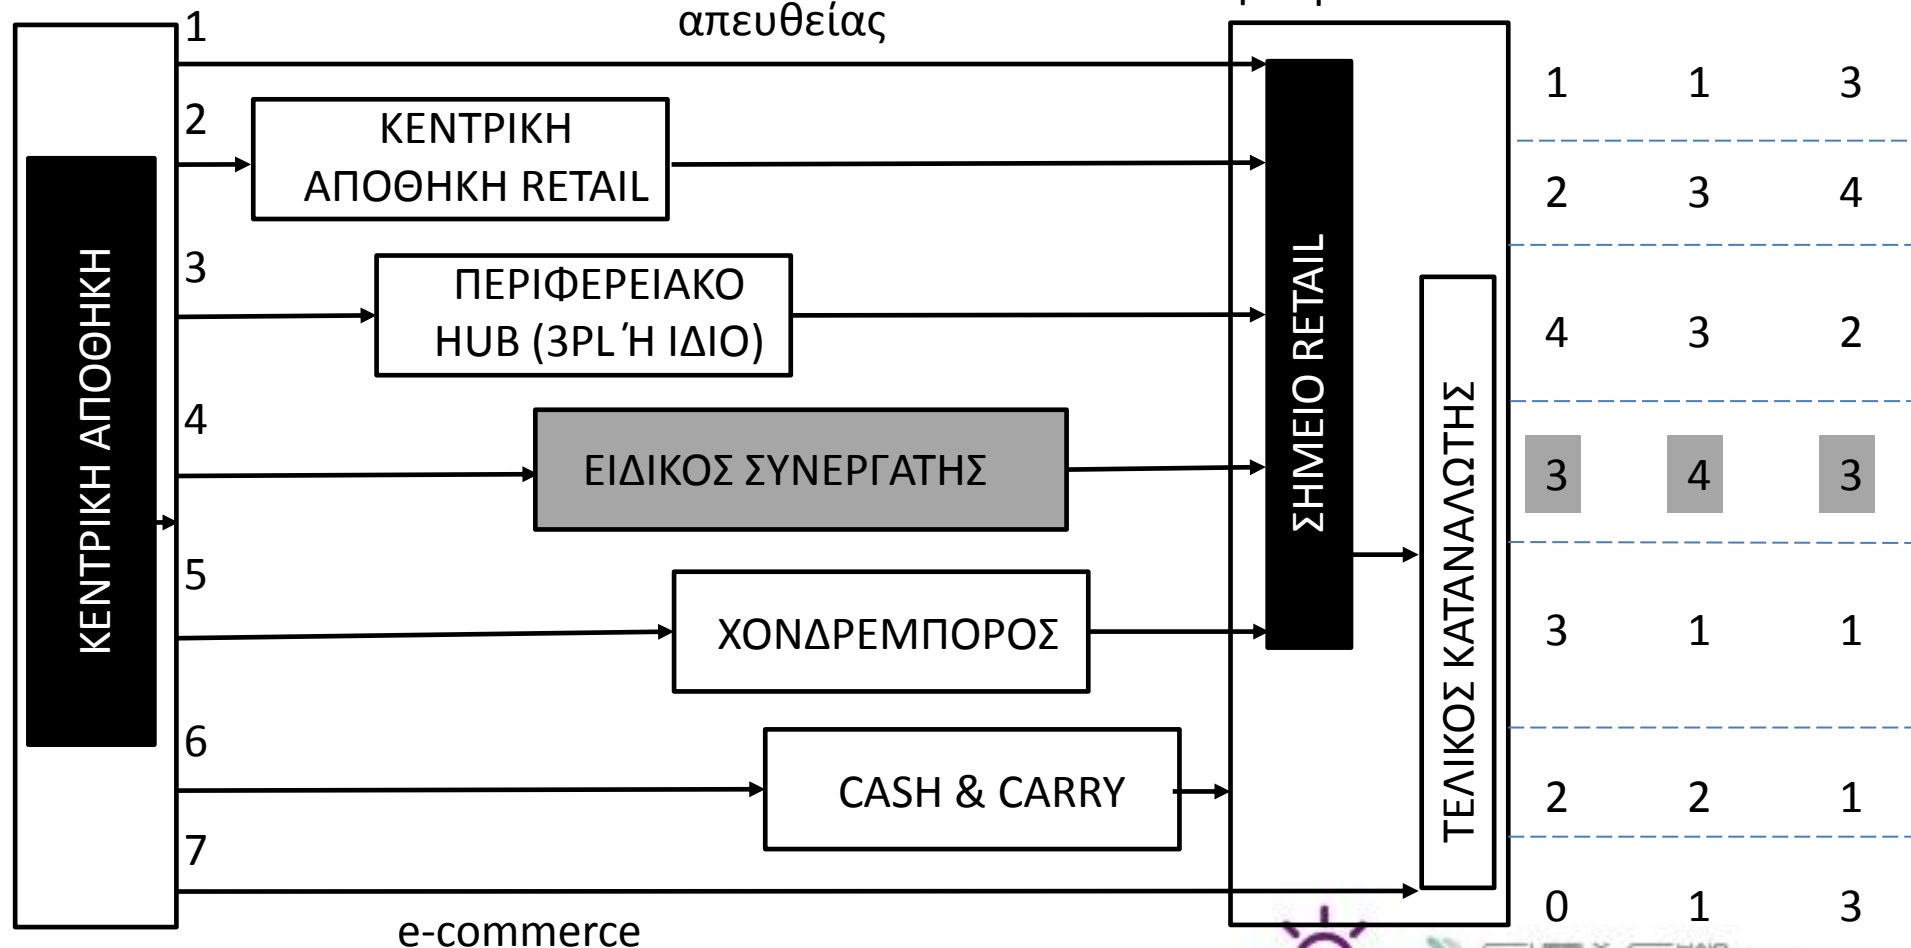 απευθείας
1
1 1 3
2
ΚΕΝΤΡΙΚΗ
ΑΠΟΘΗΚΗ RETAIL
2 3 4
3
ΠΕΡΙΦΕΡΕΙΑΚΟ
HUB (3PL Ή ΙΔΙΟ)
4 3 2
ΚΕΝΤΡΙΚΗ ΑΠΟΘΗΚΗ
ΣΗΜΕΙΟ RETAIL
ΤΕΛΙΚΟΣ ΚΑΤΑΝΑΛΩΤΗΣ
4
ΕΙΔΙΚΟΣ ΣΥΝΕΡΓΑΤΗΣ
3 4 3
5
ΧΟΝΔΡΕΜΠΟΡΟΣ
3 1 1
6
CASH & CARRY
2 2 1
7
0 1 3
e-commerce